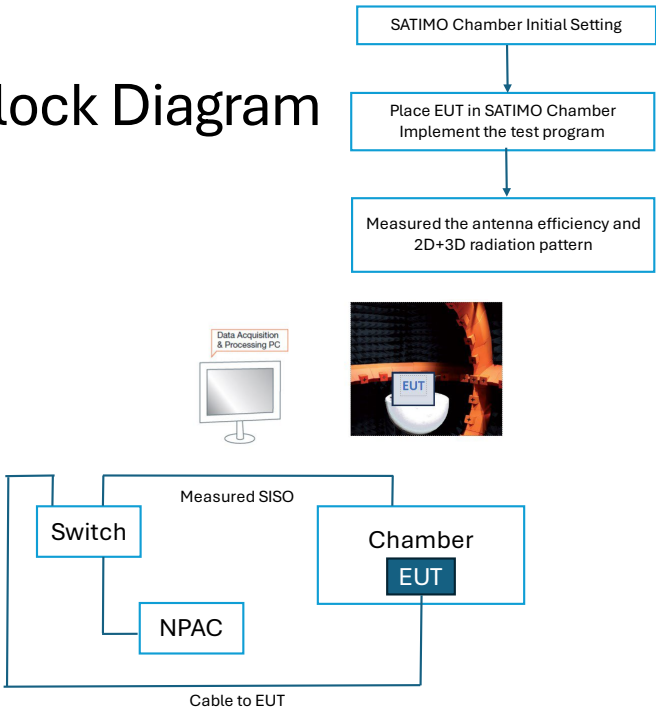 SATIMO Chamber Initial Setting
lock Diagram
Place EUT in SATIMO Chamber
Implement the test program
Measured the antenna efficiency and
2D+3D radiation pattern
Data Acquisition
& Processing PC
EUT
Measured SISO
Switch
Chamber
EUT
NPAC
Cable to EUT